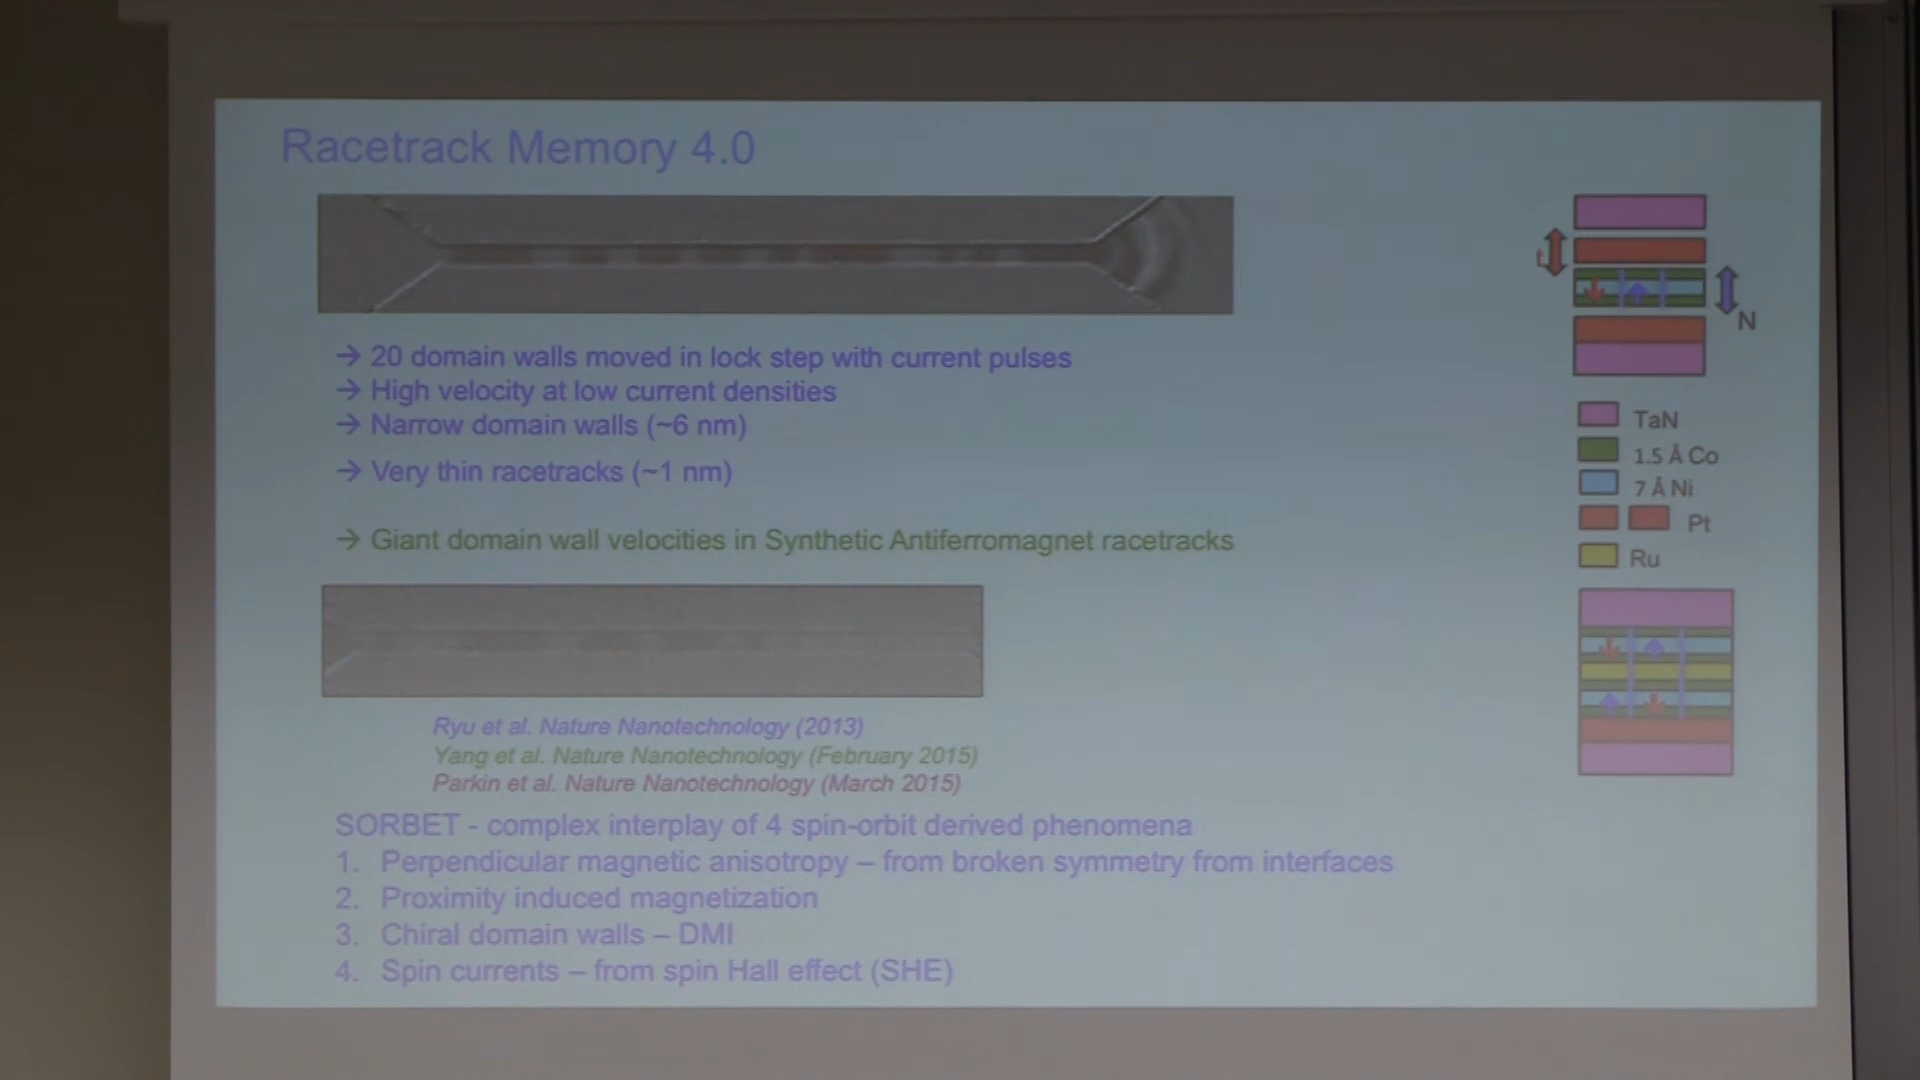 Racetrack Memory 4.0
→ 20 domain walls moved in lock step with current pulses
→ High velocity at low current densities
→ Narrow domain walls (~6 nm)
→ Very thin racetracks (~1 nm)
→ Giant domain wall velocities in Synthetic Antiferromagnet racetracks
Ryu et al. Nature Nanotechnology (2013)
Yang et al. Nature Nanotechnology (February 2015)
Parkin et al. Nature Nanotechnology (March 2015)
SORBET - complex interplay of 4 spin-orbit derived phenomena
1. Perpendicular magnetic anisotropy – from broken symmetry from interfaces
2. Proximity induced magnetization
3. Chiral domain walls – DMI
4. Spin currents – from spin Hall effect (SHE)
N
TaN
1.5 Å Co
7 Å Ni
Pt
Ru